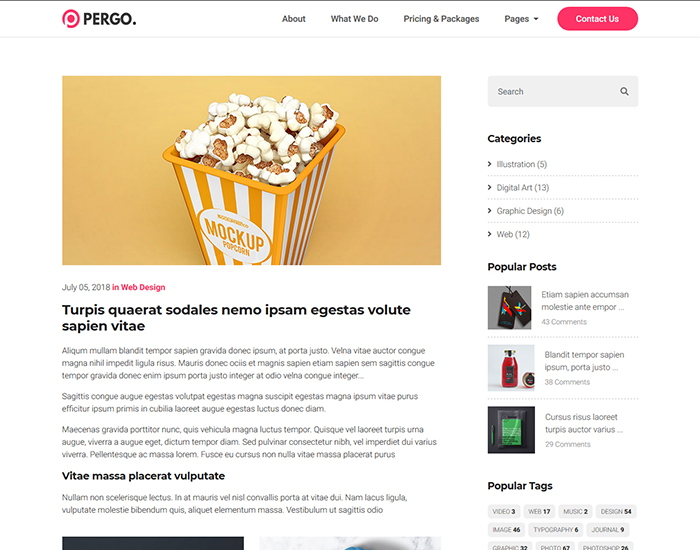 PERGO.
About
What We Do
Pricing & Packages
Pages
Contact Us
MOCKUP
POPCORN
July 05, 2018 in Web Design
Turpis quaerat sodales nemo ipsam egestas volute
sapien vitae
Aliqum mullam blandit tempor sapien gravida donec ipsum, at porta justo. Velna vitae auctor congue
magna nihil impedit ligula risus. Mauris donec ociis et magnis sapien etiam sapien sem sagittis congue
tempor gravida donec enim ipsum porta justo integer at odio velna congue integer...
Sagittis congue augue egestas volutpat egestas magna suscipit egestas magna ipsum vitae purus
efficitur ipsum primis in cubilia laoreet augue egestas luctus donec diam.
Maecenas gravida porttitor nunc, quis vehicula magna luctus tempor. Quisque vel laoreet turpis urna
augue, viverra a augue eget, dictum tempor diam. Sed pulvinar consectetur nibh, vel imperdiet dui varius
viverra. Pellentesque ac massa lorem. Fusce eu cursus non nulla vitae massa placerat purus
Vitae massa placerat vulputate
Nullam non scelerisque lectus. In at mauris vel nisl convallis porta at vitae dui. Nam lacus ligula,
vulputate molestie bibendum quis, aliquet elementum massa. Vestibulum ut sagittis odio
Search
Categories
Illustration (5)
Digital Art (13)
Graphic Design (6)
Web (12)
Popular Posts
Etiam sapien accumsan
molestie ante empor ...
43 Comments
Blandit tempor sapien
ipsum, porta justo ...
38 Comments
Cursus risus laoreet
turpis auctor varius ...
29 Comments
Popular Tags
VIDEO 3
WEB 17
MUSIC 2
DESIGN 54
IMAGE 46
TYPOGRAPHY 6
JOURNAL 9
GRAPHIC 32
PHOTO 67
PHOTOSHOP 26